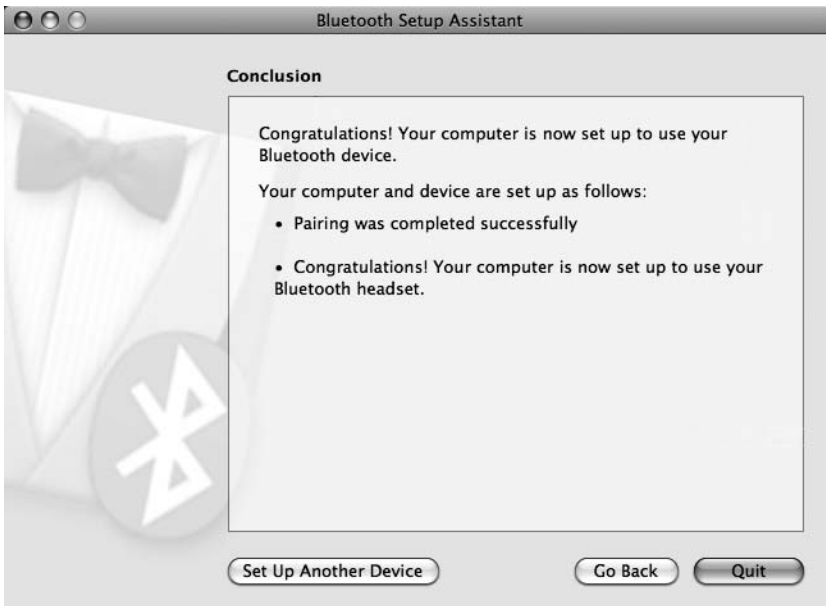 Bluetooth Setup Assistant
Conclusion
Congratulations! Your computer is now set up to use your
Bluetooth device.
Your computer and device are set up as follows:
• Pairing was completed successfully
• Congratulations! Your computer is now set up to use your
Bluetooth headset.
Set Up Another Device
Go Back
Quit